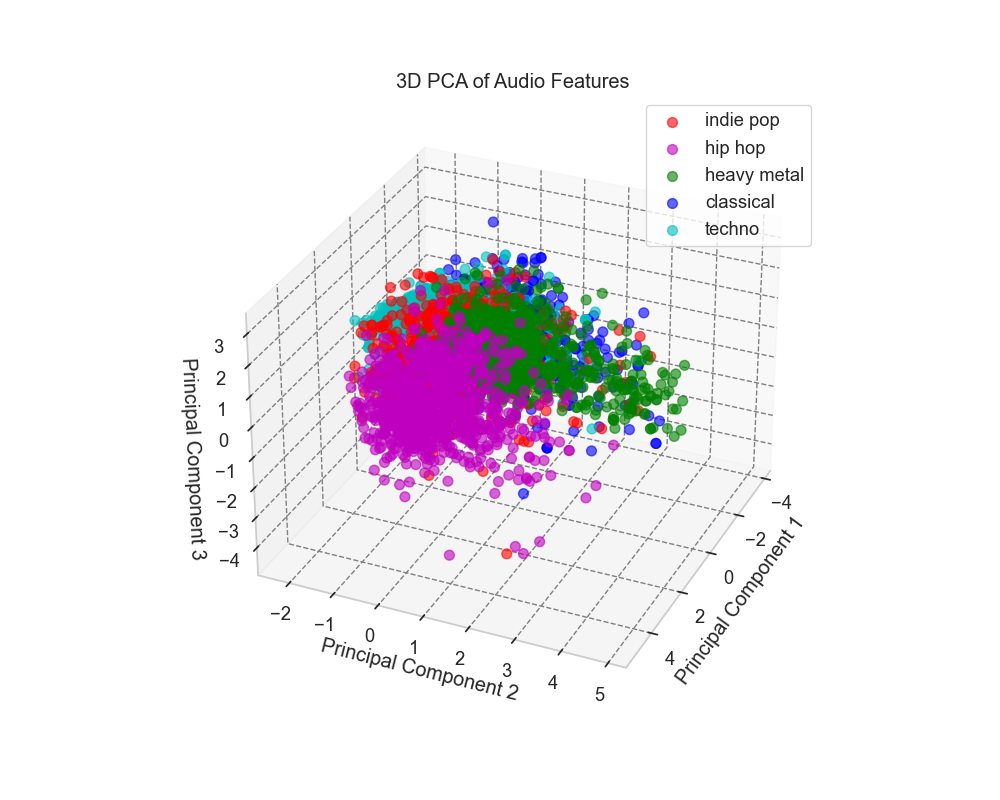 3D PCA of Audio Features
indie pop
hip hop
heavy metal
classical
techno
3
2
1
0
−1
−2
−3
−4
Principal Component 3
−2
−1
0
1
2
3
4
5
Principal Component 2
−4
−2
0
2
4
Principal Component 1